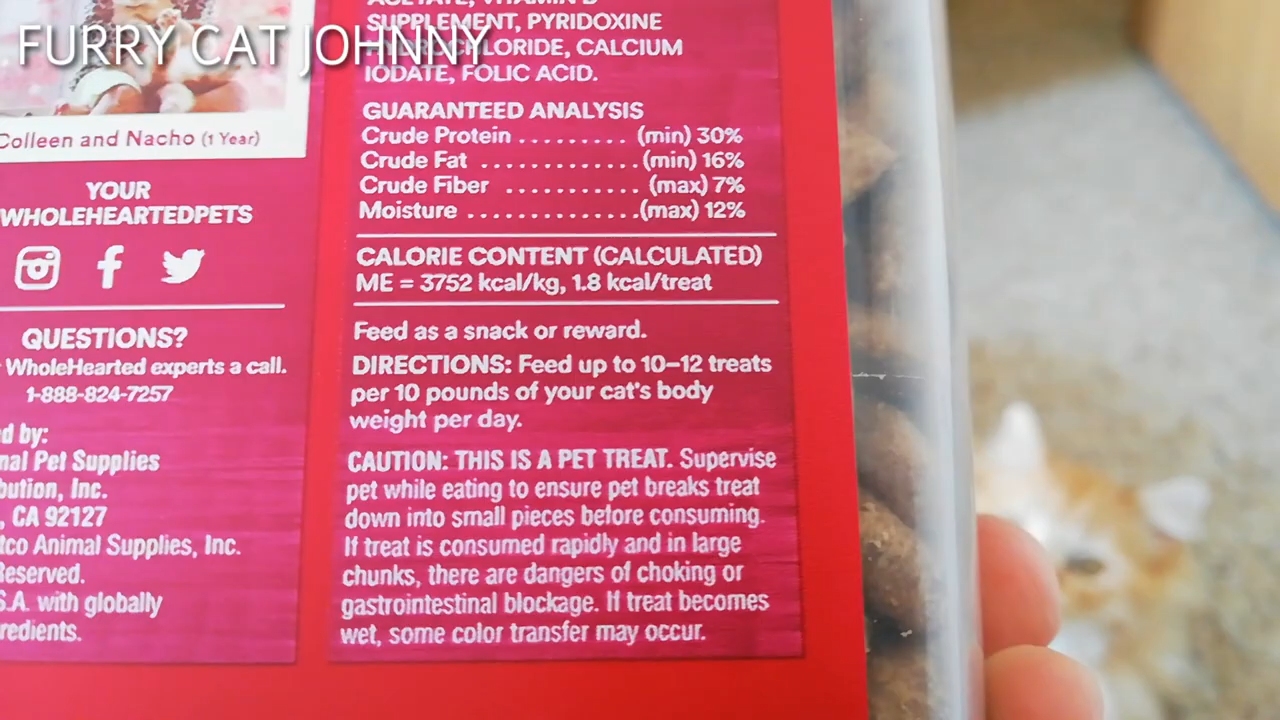 FURRY CAT JOHNNY
Colleen and Nacho (1 Year)
YOUR
WHOLEHEARTEDPETS
QUESTIONS?
WholeHearted experts a call.
1-888-824-7257
by:
Pet Supplies
Inc.
, CA 92127
Animal Supplies, Inc.
Reserved.
with globally
ACETATE, VITAMIN D
SUPPLEMENT, PYRIDOXINE
CALCIUM
IODATE, FOLIC ACID.
GUARANTEED ANALYSIS
Crude Protein ......... (min) 30%
Crude Fat ............ (min) 16%
Crude Fiber .......... (max) 7%
Moisture .............. (max) 12%
CALORIE CONTENT (CALCULATED)
ME = 3752 kcal/kg, 1.8 kcal/treat
Feed as a snack or reward.
DIRECTIONS: Feed up to 10–12 treats
per 10 pounds of your cat's body
weight per day.
CAUTION: THIS IS A PET TREAT. Supervise
pet while eating to ensure pet breaks treat
down into small pieces before consuming.
If treat is consumed rapidly and in large
chunks, there are dangers of choking or
gastrointestinal blockage. If treat becomes
wet, some color transfer may occur.